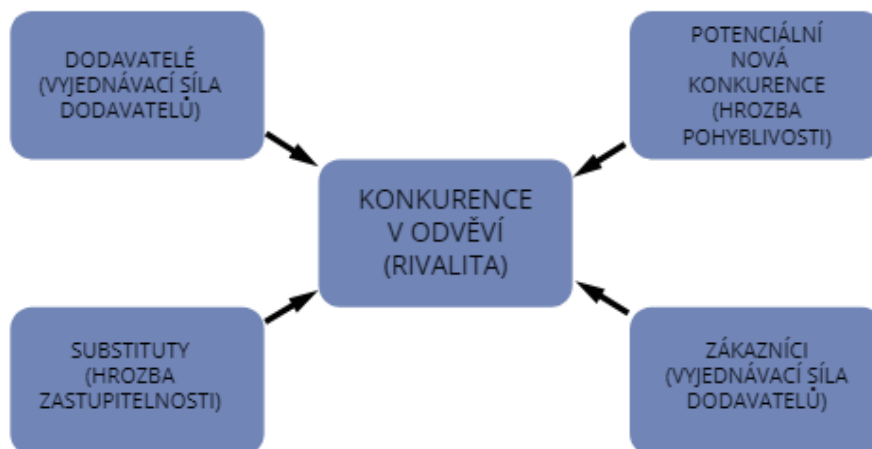 DODAVATELÉ
(VYJEDNÁVACÍ SÍLA
DODAVATELŮ)
POTENCIÁLNÍ
NOVÁ
KONKURENCE
(HROZBA
POHYBLIVOSTI)
KONKURENCE
V ODVĚVÍ
(RIVALITA)
SUBSTITUTY
(HROZBA
ZASTUPITELNOSTI)
ZÁKAZNÍCI
(VYJEDNÁVACÍ SÍLA
DODAVATELŮ)